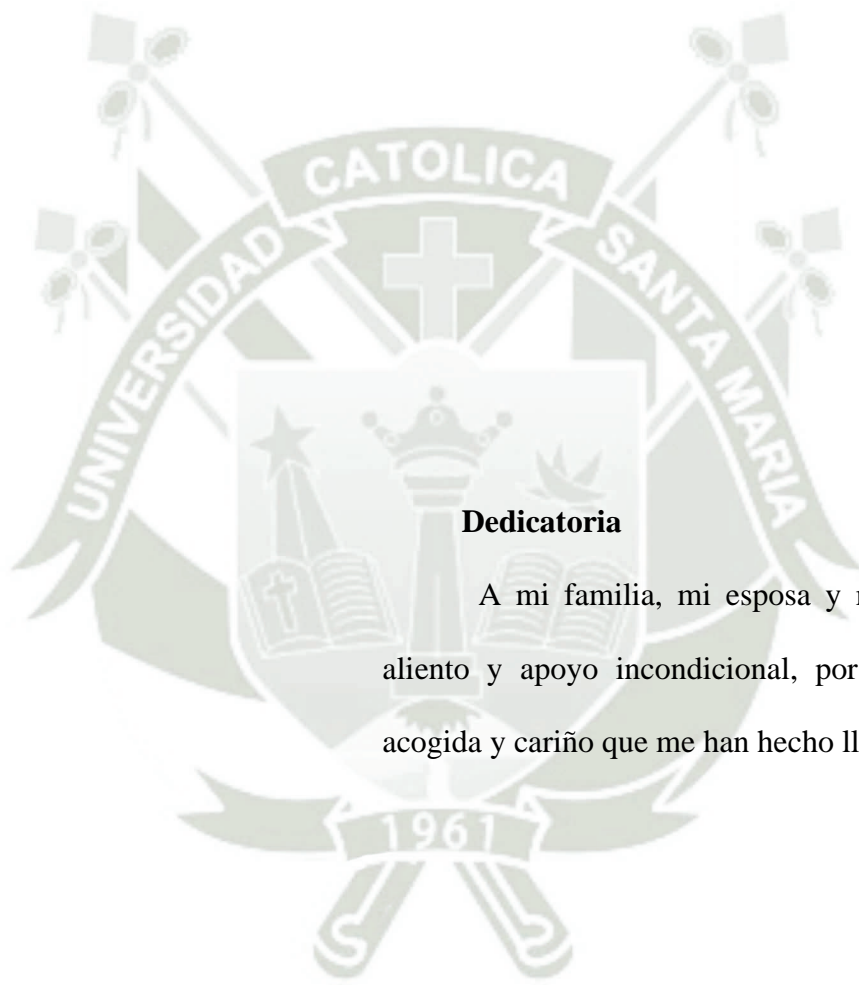 CATOLICA
UNIVERSIDAD
SANTA MARIA
Dedicatoria
A mi familia, mi esposa y
aliento y apoyo incondicional, por
acogida y cariño que me han hecho
1961